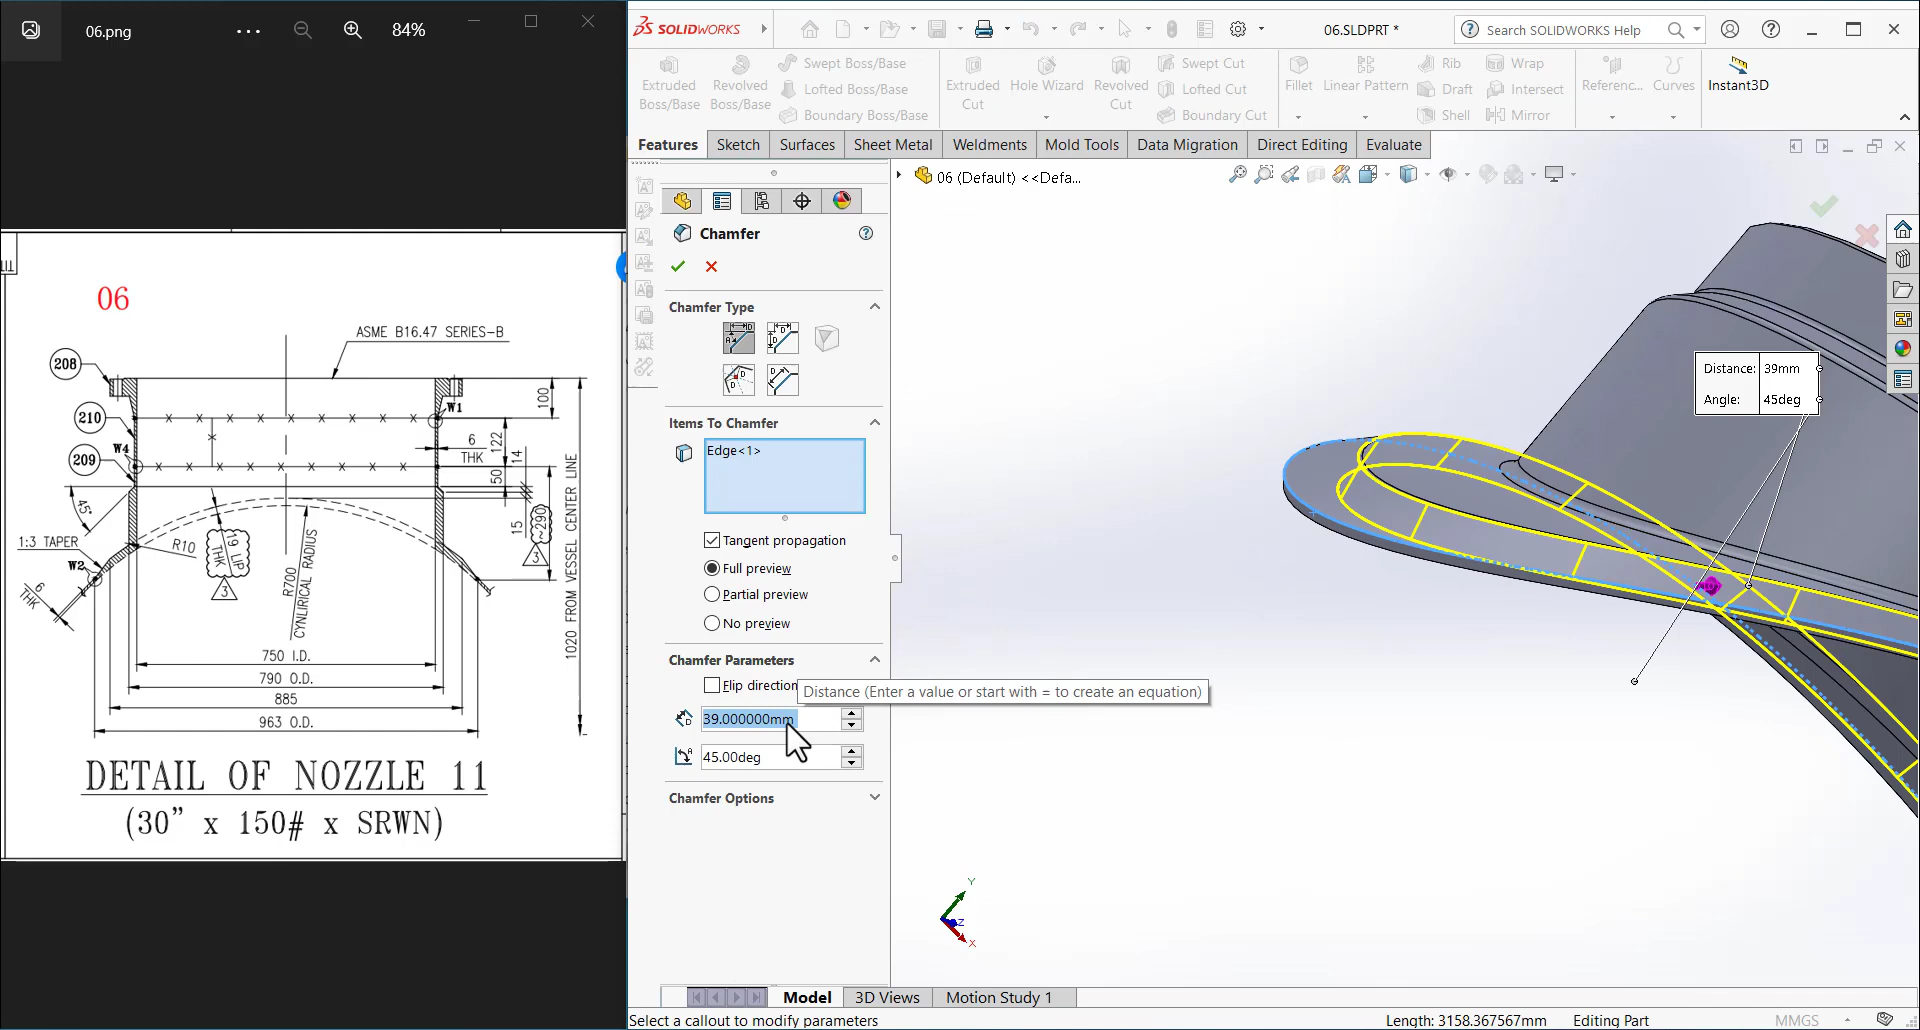 06.png
84%
06
ASME B16.47 SERIES-B
208
210
209
W4
W1
100
6
THK
122
14
50
45°
15
~290
3
1:3 TAPER
R10
19 LIP
THK
3
W2
6
THK
R700
CYNLIRICAL RADIUS
1020 FROM VESSEL CENTER LINE
750 I.D.
790 O.D.
885
963 O.D.
DETAIL OF NOZZLE 11
(30" x 150# x SRWN)
SOLIDWORKS
06.SLDPRT *
Search SOLIDWORKS Help
Extruded Boss/Base
Revolved Boss/Base
Swept Boss/Base
Lofted Boss/Base
Boundary Boss/Base
Extruded Cut
Hole Wizard
Revolved Cut
Swept Cut
Lofted Cut
Boundary Cut
Fillet
Linear Pattern
Rib
Draft
Shell
Wrap
Intersect
Mirror
Referenc...
Curves
Instant3D
Features
Sketch
Surfaces
Sheet Metal
Weldments
Mold Tools
Data Migration
Direct Editing
Evaluate
06 (Default) <<Defa...
Chamfer
Chamfer Type
Items To Chamfer
Edge<1>
Tangent propagation
Full preview
Partial preview
No preview
Chamfer Parameters
Flip direction
Distance (Enter a value or start with = to create an equation)
39.000000mm
45.00deg
Chamfer Options
Distance: 39mm
Angle: 45deg
Y
Z
X
Model
3D Views
Motion Study 1
Select a callout to modify parameters
Length: 3158.367567mm
Editing Part
MMGS